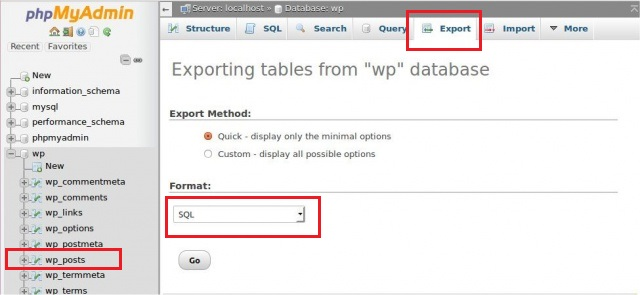 phpMyAdmin
Recent Favorites
New
information_schema
mysql
performance_schema
phpmyadmin
wp
New
wp_commentmeta
wp_comments
wp_links
wp_options
wp_postmeta
wp_posts
wp_termmeta
wp_terms
Server: localhost » Database: wp
Structure SQL Search Query Export Import More
Exporting tables from "wp" database
Export Method:
Quick - display only the minimal options
Custom - display all possible options
Format:
SQL
Go